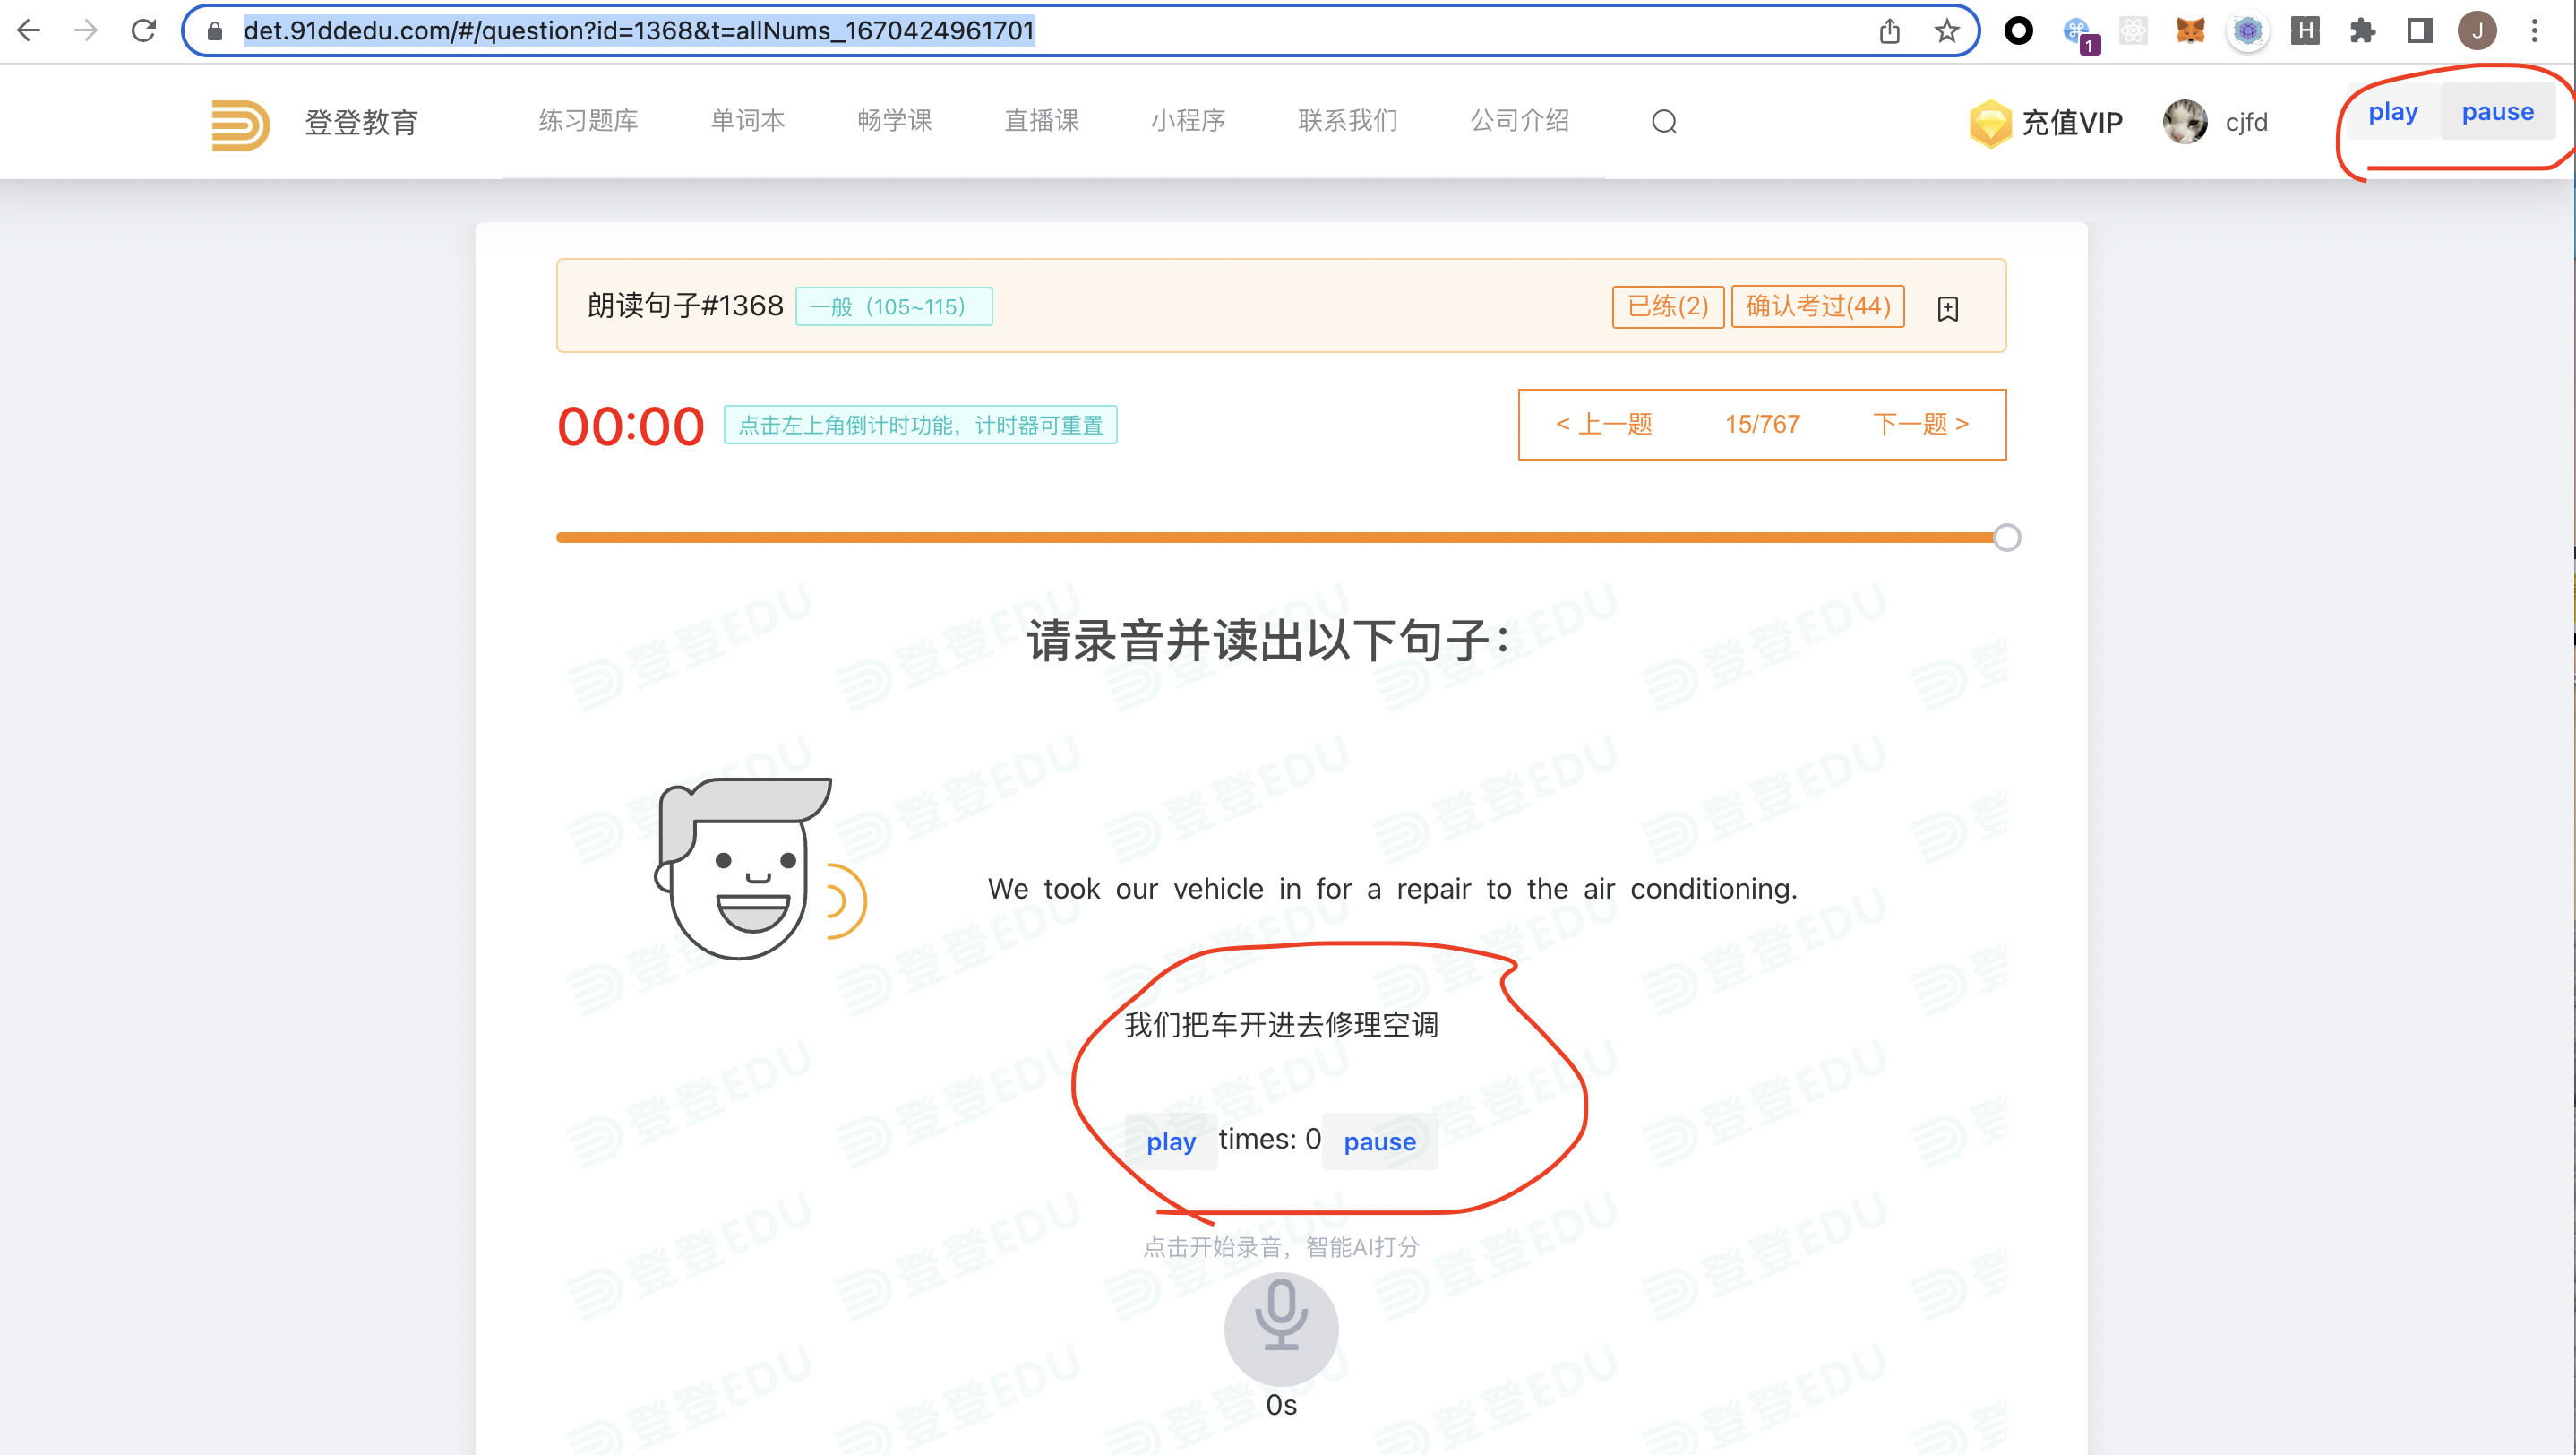 det.91ddedu.com/#/question?id=1368&t=allNums_1670424961701
1
H
J
登登教育
练习题库
单词本
畅学课
直播课
小程序
联系我们
公司介绍
充值VIP
cjfd
play
pause
朗读句子#1368
一般（105~115）
已练(2)
确认考过(44)
00:00
点击左上角倒计时功能，计时器可重置
< 上一题
15/767
下一题 >
请录音并读出以下句子：
We took our vehicle in for a repair to the air conditioning.
我们把车开进去修理空调
play times: 0 pause
点击开始录音，智能AI打分
0s
登登EDU